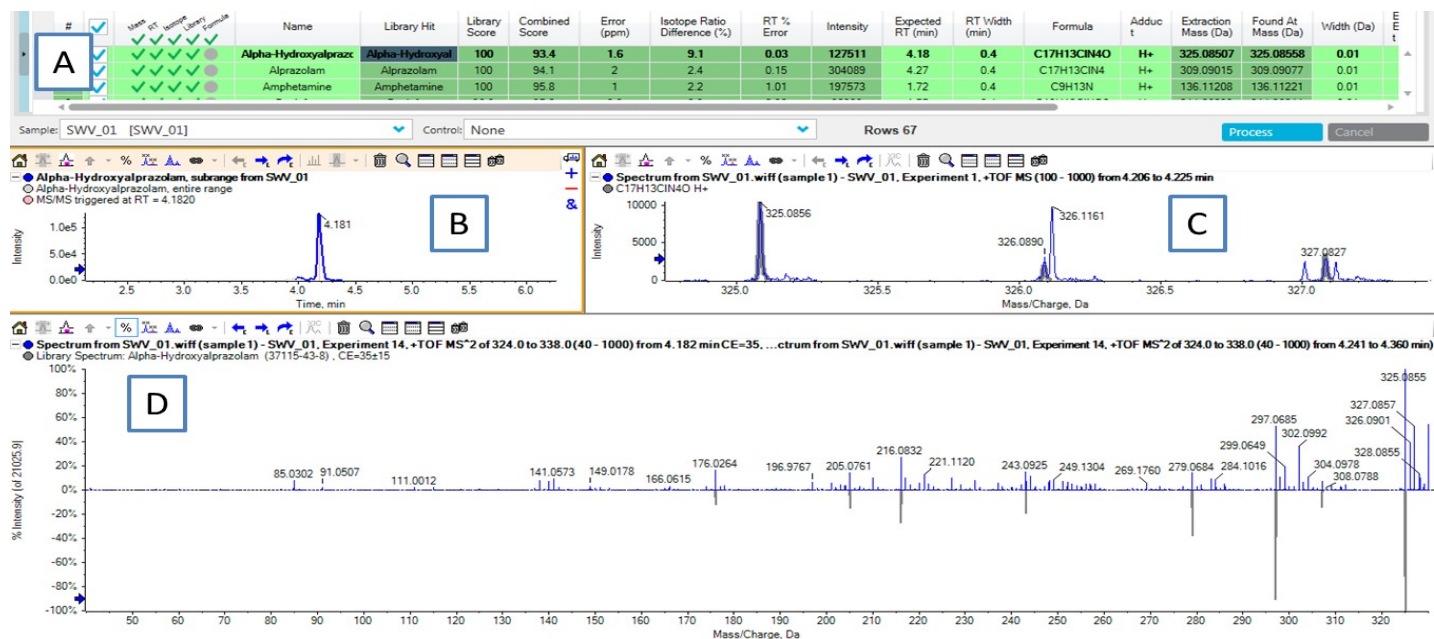 A
#
Mass RT Isotope Library Formula
Name
Library Hit
Library Score
Combined Score
Error (ppm)
Isotope Ratio Difference (%)
RT % Error
Intensity
Expected RT (min)
RT Width (min)
Formula
Adduc t
Extraction Mass (Da)
Found At Mass (Da)
Width (Da)
Alpha-Hydroxyalprazc Alpha-Hydroxyal 100 93.4 1.6 9.1 0.03 127511 4.18 0.4 C17H13ClN4O H+ 325.08507 325.08558 0.01
Alprazolam Alprazolam 100 94.1 2 2.4 0.15 304089 4.27 0.4 C17H13ClN4 H+ 309.09015 309.09077 0.01
Amphetamine Amphetamine 100 95.8 1 2.2 1.01 197573 1.72 0.4 C9H13N H+ 136.11208 136.11221 0.01
Sample: SWV_01 [SWV_01] Control: None Rows 67 Process Cancel
%
Alpha-Hydroxyalprazolam, subrange from SWV_01
Alpha-Hydroxyalprazolam, entire range
MS/MS triggered at RT = 4.1820
+
−
&
B
4.181
Intensity
1.0e5
5.0e4
0.0e0
2.5 3.0 3.5 4.0 4.5 5.0 5.5 6.0
Time, min
%
Spectrum from SWV_01.wiff (sample 1) - SWV_01, Experiment 1, +TOF MS (100 - 1000) from 4.206 to 4.225 min
C17H13ClN4O H+
C
Intensity
10000
5000
0
325.0856
326.0890
326.1161
327.0827
325.0 325.5 326.0 326.5 327.0
Mass/Charge, Da
%
Spectrum from SWV_01.wiff (sample 1) - SWV_01, Experiment 14, +TOF MS^2 of 324.0 to 338.0 (40 - 1000) from 4.182 min CE=35, ...ctrum from SWV_01.wiff (sample 1) - SWV_01, Experiment 14, +TOF MS^2 of 324.0 to 338.0 (40 - 1000) from 4.241 to 4.360 min)
Library Spectrum: Alpha-Hydroxyalprazolam (37115-43-8) , CE=35±15
D
% Intensity [of 21025.9]
100%
80%
60%
40%
20%
0%
-20%
-40%
-60%
-80%
-100%
85.0302
91.0507
111.0012
141.0573
149.0178
166.0615
176.0264
196.9767
205.0761
216.0832
221.1120
243.0925
249.1304
269.1760
279.0684
284.1016
297.0685
299.0649
302.0992
304.0978
308.0788
325.0855
327.0857
326.0901
328.0855
50 60 70 80 90 100 110 120 130 140 150 160 170 180 190 200 210 220 230 240 250 260 270 280 290 300 310 320
Mass/Charge, Da